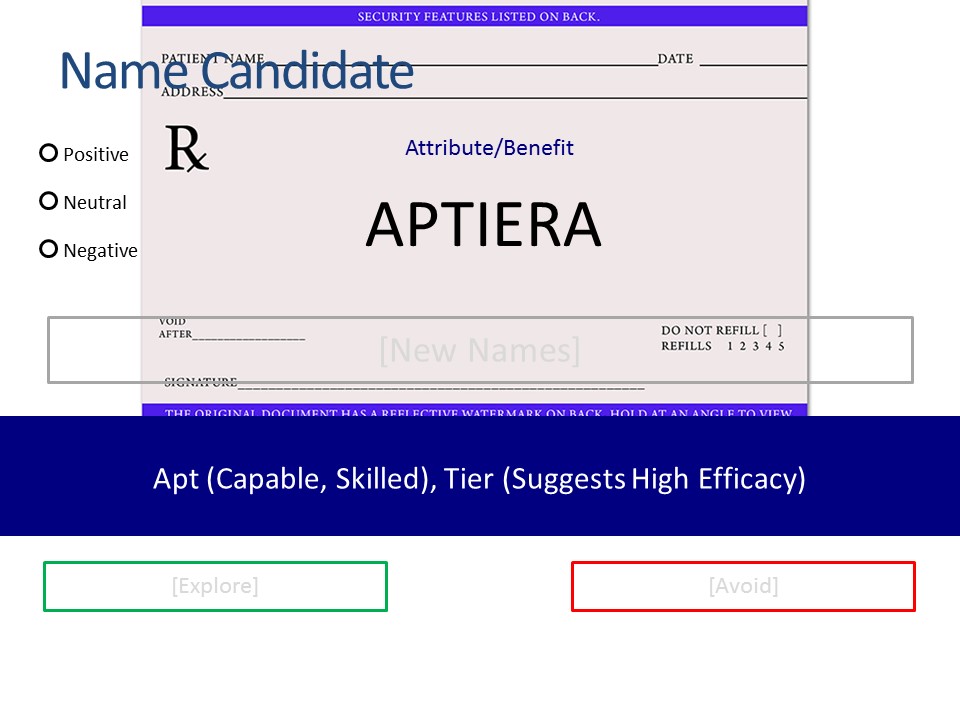 SECURITY FEATURES LISTED ON BACK.
PATIENT NAME DATE
Name Candidate
ADDRESS
Rx
Attribute/Benefit
Positive
APTIERA
Neutral
Negative
VOID
AFTER
DO NOT REFILL [ ]
REFILLS 1 2 3 4 5
[New Names]
SIGNATURE
THE ORIGINAL DOCUMENT HAS A REFLECTIVE WATERMARK ON BACK. HOLD AT AN ANGLE TO VIEW.
Apt (Capable, Skilled), Tier (Suggests High Efficacy)
[Explore] [Avoid]